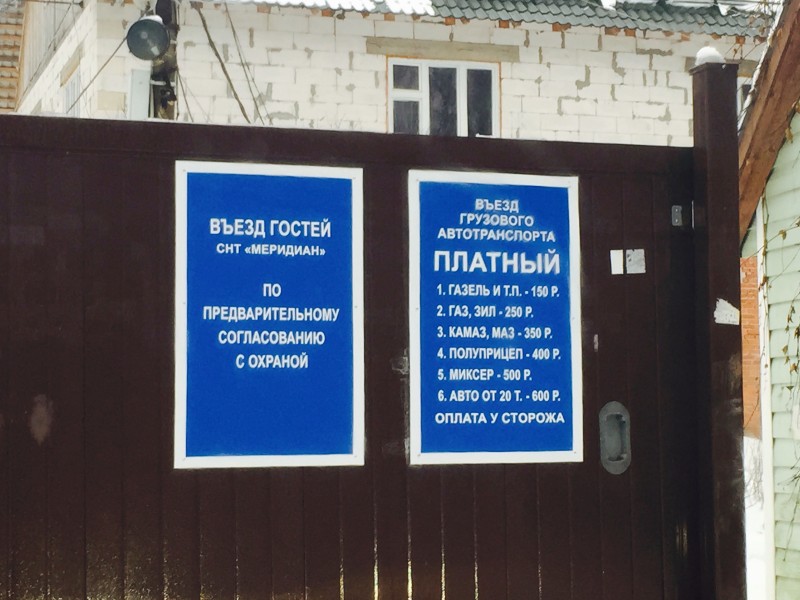 ВЪЕЗД ГОСТЕЙ
СНТ «МЕРИДИАН»
ПО
ПРЕДВАРИТЕЛЬНОМУ
СОГЛАСОВАНИЮ
С ОХРАНОЙ
ВЪЕЗД
ГРУЗОВОГО
АВТОТРАНСПОРТА
ПЛАТНЫЙ
1. ГАЗЕЛЬ И Т.П. - 150 Р.
2. ГАЗ, ЗИЛ - 250 Р.
3. КАМАЗ, МАЗ - 350 Р.
4. ПОЛУПРИЦЕП - 400 Р.
5. МИКСЕР - 500 Р.
6. АВТО ОТ 20 Т. - 600 Р.
ОПЛАТА У СТОРОЖА